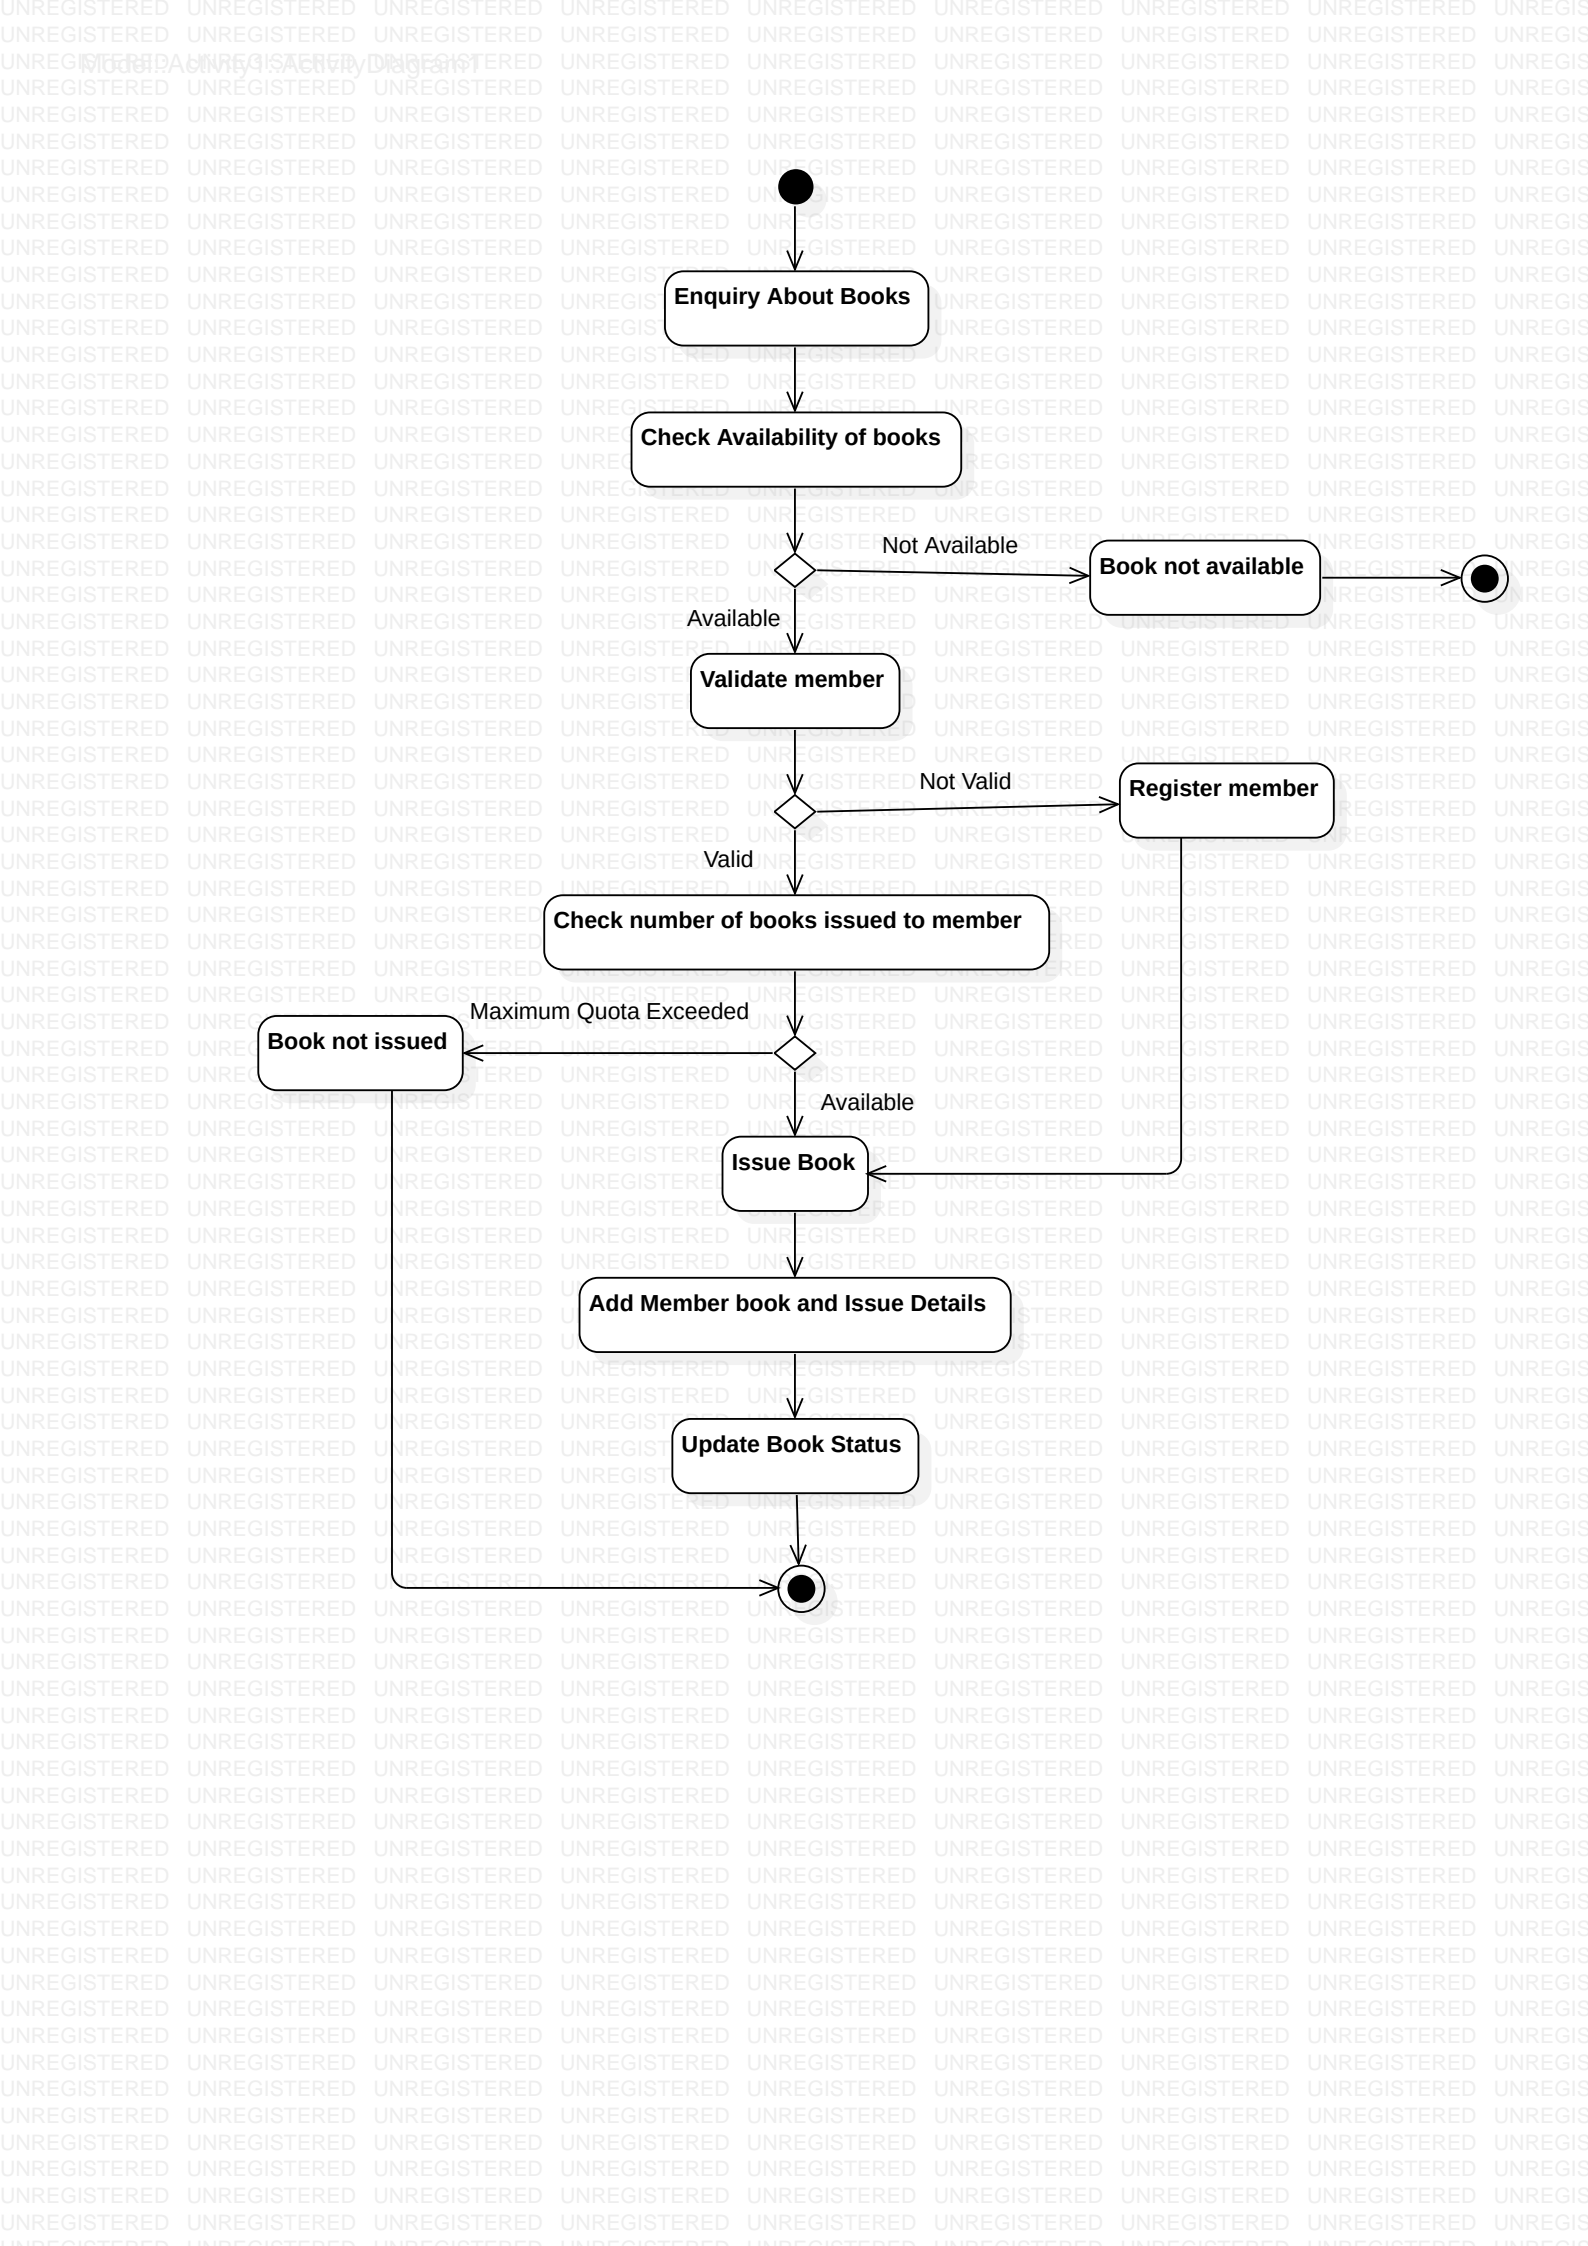 Model::Activity1::ActivityDiagram1
Enquiry About Books
Check Availability of books
Not Available
Book not available
Available
Validate member
Not Valid
Register member
Valid
Check number of books issued to member
Maximum Quota Exceeded
Book not issued
Available
Issue Book
Add Member book and Issue Details
Update Book Status
UNREGISTERED